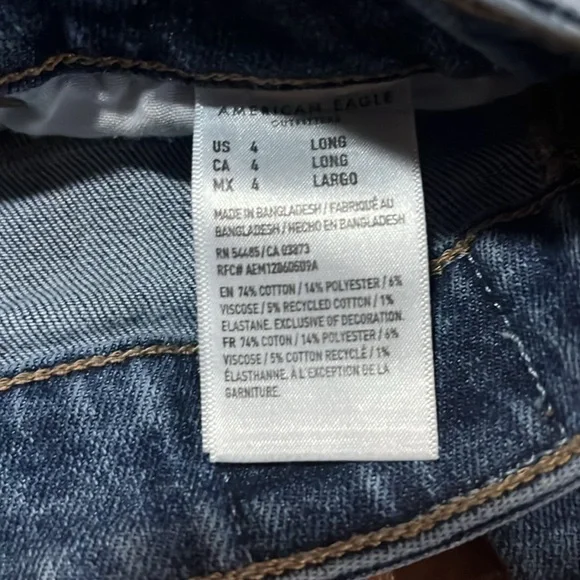 AMERICAN EAGLE
OUTFITTERS
US 4 LONG
CA 4 LONG
MX 4 LARGO
MADE IN BANGLADESH / FABRIQUÉ AU
BANGLADESH / HECHO EN BANGLADESH
RN 54485 / CA 03873
RFC# AEM120605D9A
EN 74% COTTON / 14% POLYESTER / 6%
VISCOSE / 5% RECYCLED COTTON / 1%
ELASTANE. EXCLUSIVE OF DECORATION.
FR 74% COTON / 14% POLYESTER / 6%
VISCOSE / 5% COTON RECYCLÉ / 1%
ÉLASTHANNE. À L'EXCEPTION DE LA
GARNITURE.